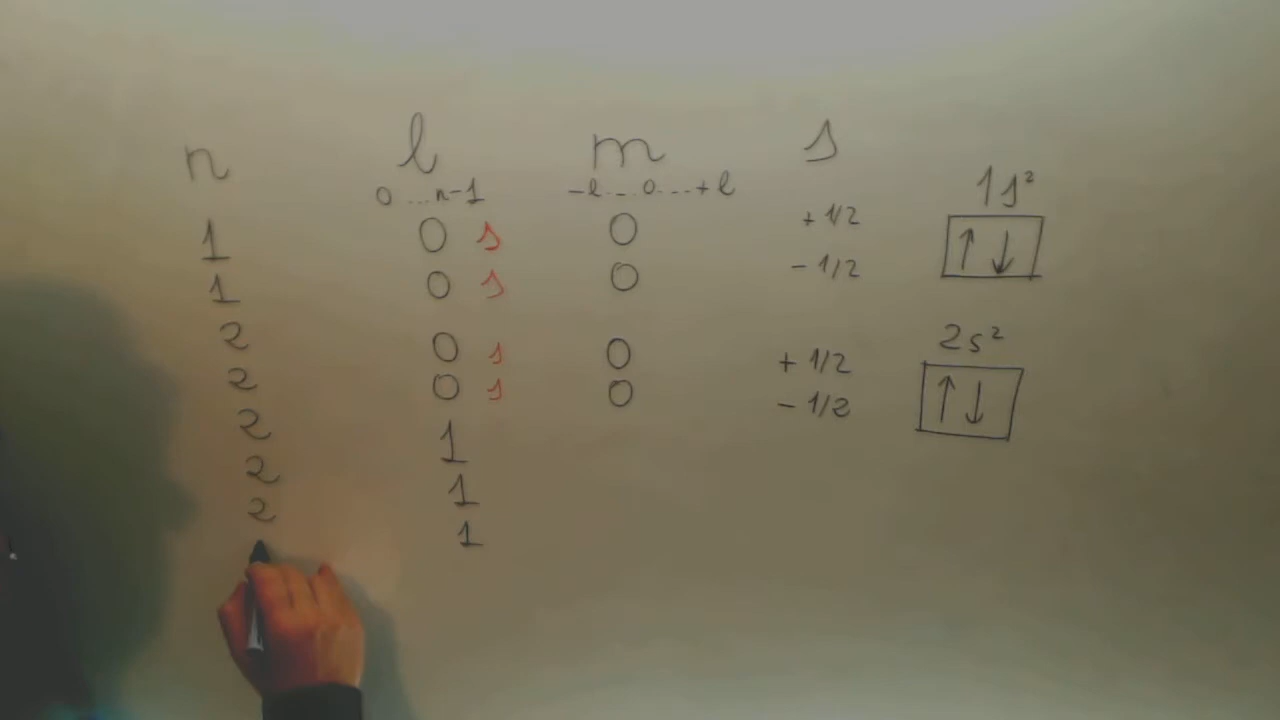 n l m s
0...n-1 -l...0...+l
1s²
1 0 s 0 +1/2 ↑↓
1 0 s 0 -1/2
2s²
2 0 s 0 +1/2 ↑↓
2 0 s 0 -1/2
2 1
2 1
2 1